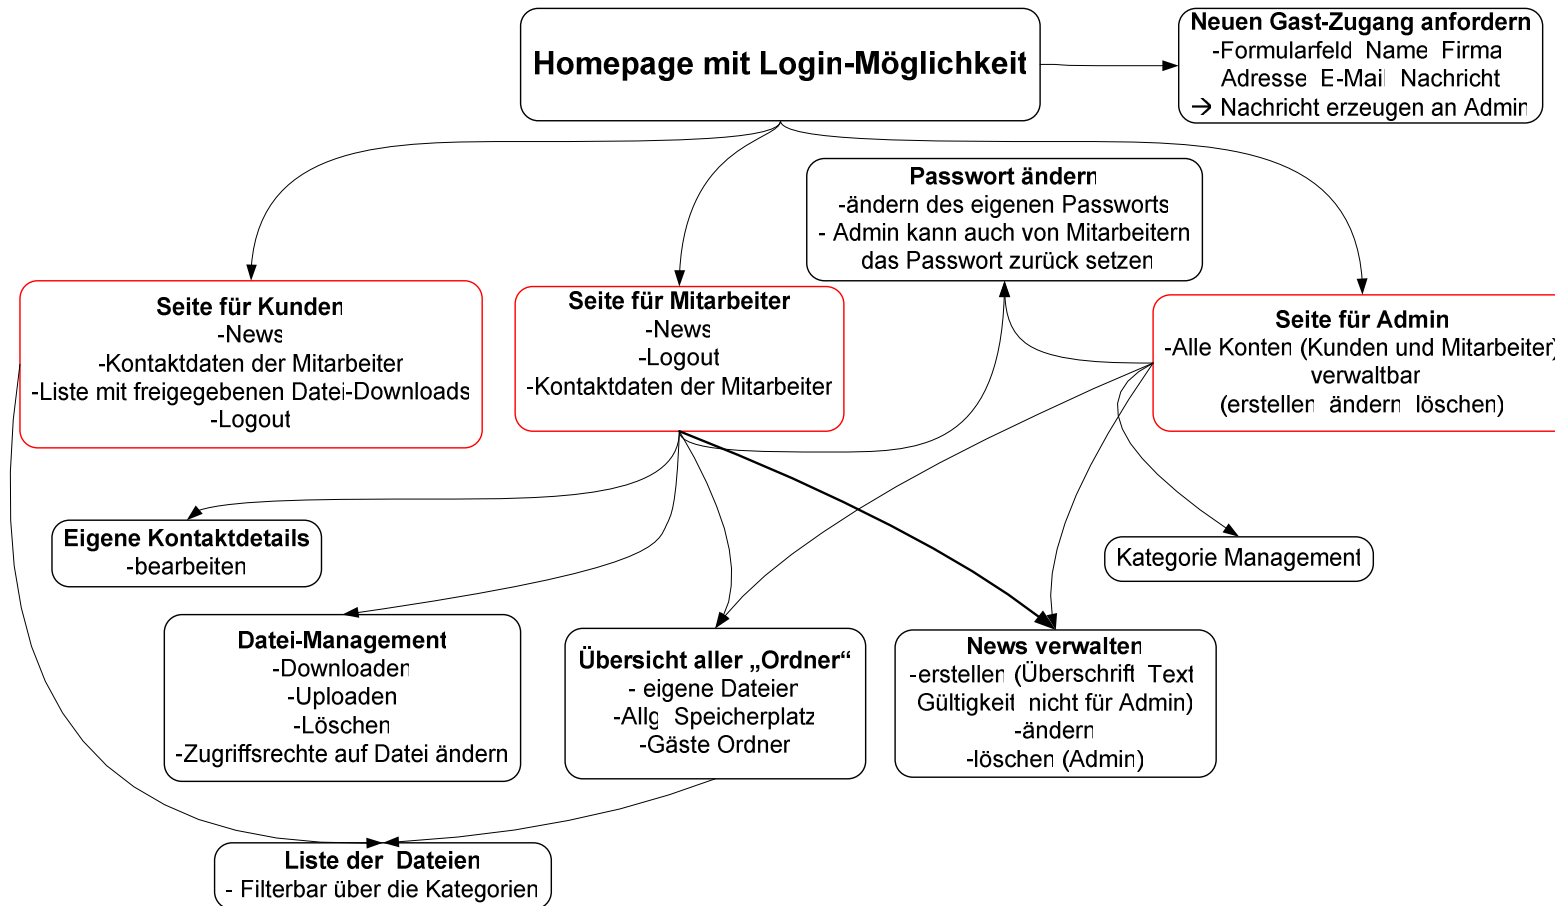 Homepage mit Login-Möglichkeit
Neuen Gast-Zugang anfordern
-Formularfeld Name Firma
Adresse E-Mail Nachricht
→ Nachricht erzeugen an Admin
Passwort ändern
-ändern des eigenen Passworts
- Admin kann auch von Mitarbeitern
das Passwort zurück setzen
Seite für Kunden
-News
-Kontaktdaten der Mitarbeiter
-Liste mit freigegebenen Datei-Downloads
-Logout
Seite für Mitarbeiter
-News
-Logout
-Kontaktdaten der Mitarbeiter
Seite für Admin
-Alle Konten (Kunden und Mitarbeiter)
verwaltbar
(erstellen ändern löschen)
Eigene Kontaktdetails
-bearbeiten
Kategorie Management
Datei-Management
-Downloaden
-Uploaden
-Löschen
-Zugriffsrechte auf Datei ändern
Übersicht aller „Ordner“
- eigene Dateien
-Allg Speicherplatz
-Gäste Ordner
News verwalten
-erstellen (Überschrift Text
Gültigkeit nicht für Admin)
-ändern
-löschen (Admin)
Liste der Dateien
- Filterbar über die Kategorien